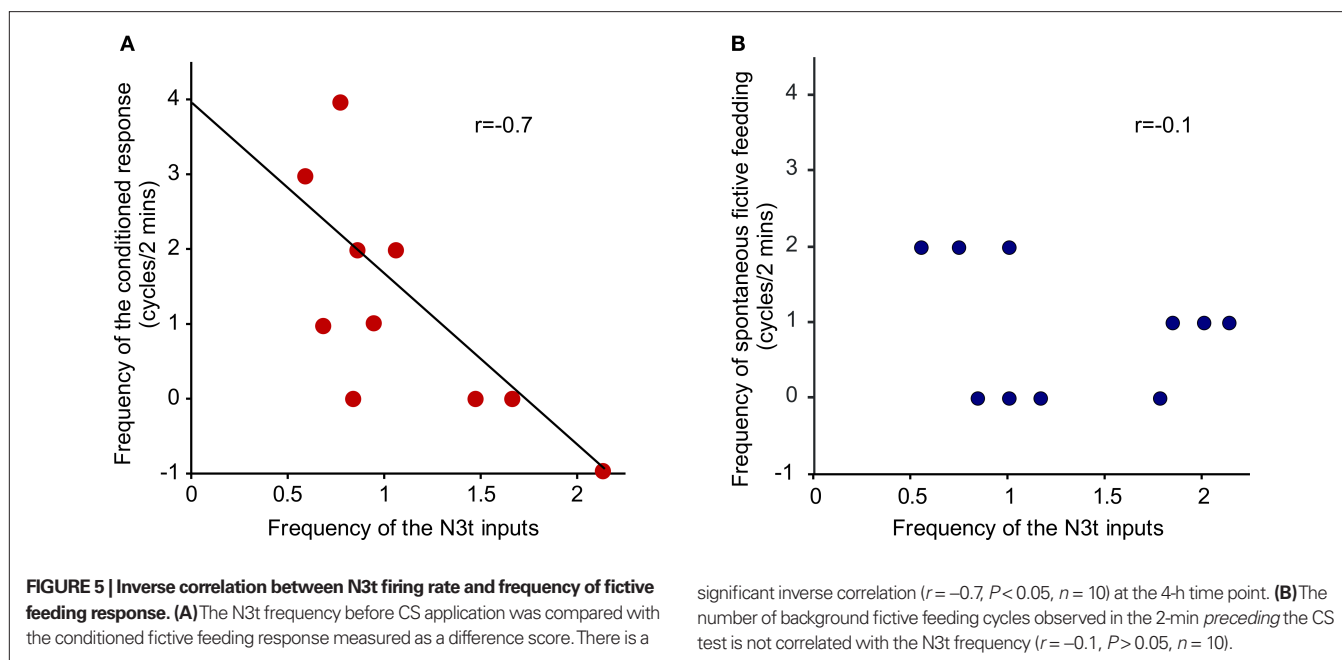 A
Frequency of the conditioned response
(cycles/2 mins)
4
3
2
1
0
-1
r=-0.7
0
0.5
1
1.5
2
Frequency of the N3t inputs
B
Frequency of spontaneous fictive feedding
(cycles/2 mins)
4
3
2
1
0
-1
r=-0.1
0
0.5
1
1.5
2
Frequency of the N3t inputs
FIGURE 5 | Inverse correlation between N3t firing rate and frequency of fictive
feeding response. (A) The N3t frequency before CS application was compared with
the conditioned fictive feeding response measured as a difference score. There is a
significant inverse correlation (r = –0.7, P < 0.05, n = 10) at the 4-h time point. (B) The
number of background fictive feeding cycles observed in the 2-min preceding the CS
test is not correlated with the N3t frequency (r = –0.1, P > 0.05, n = 10).